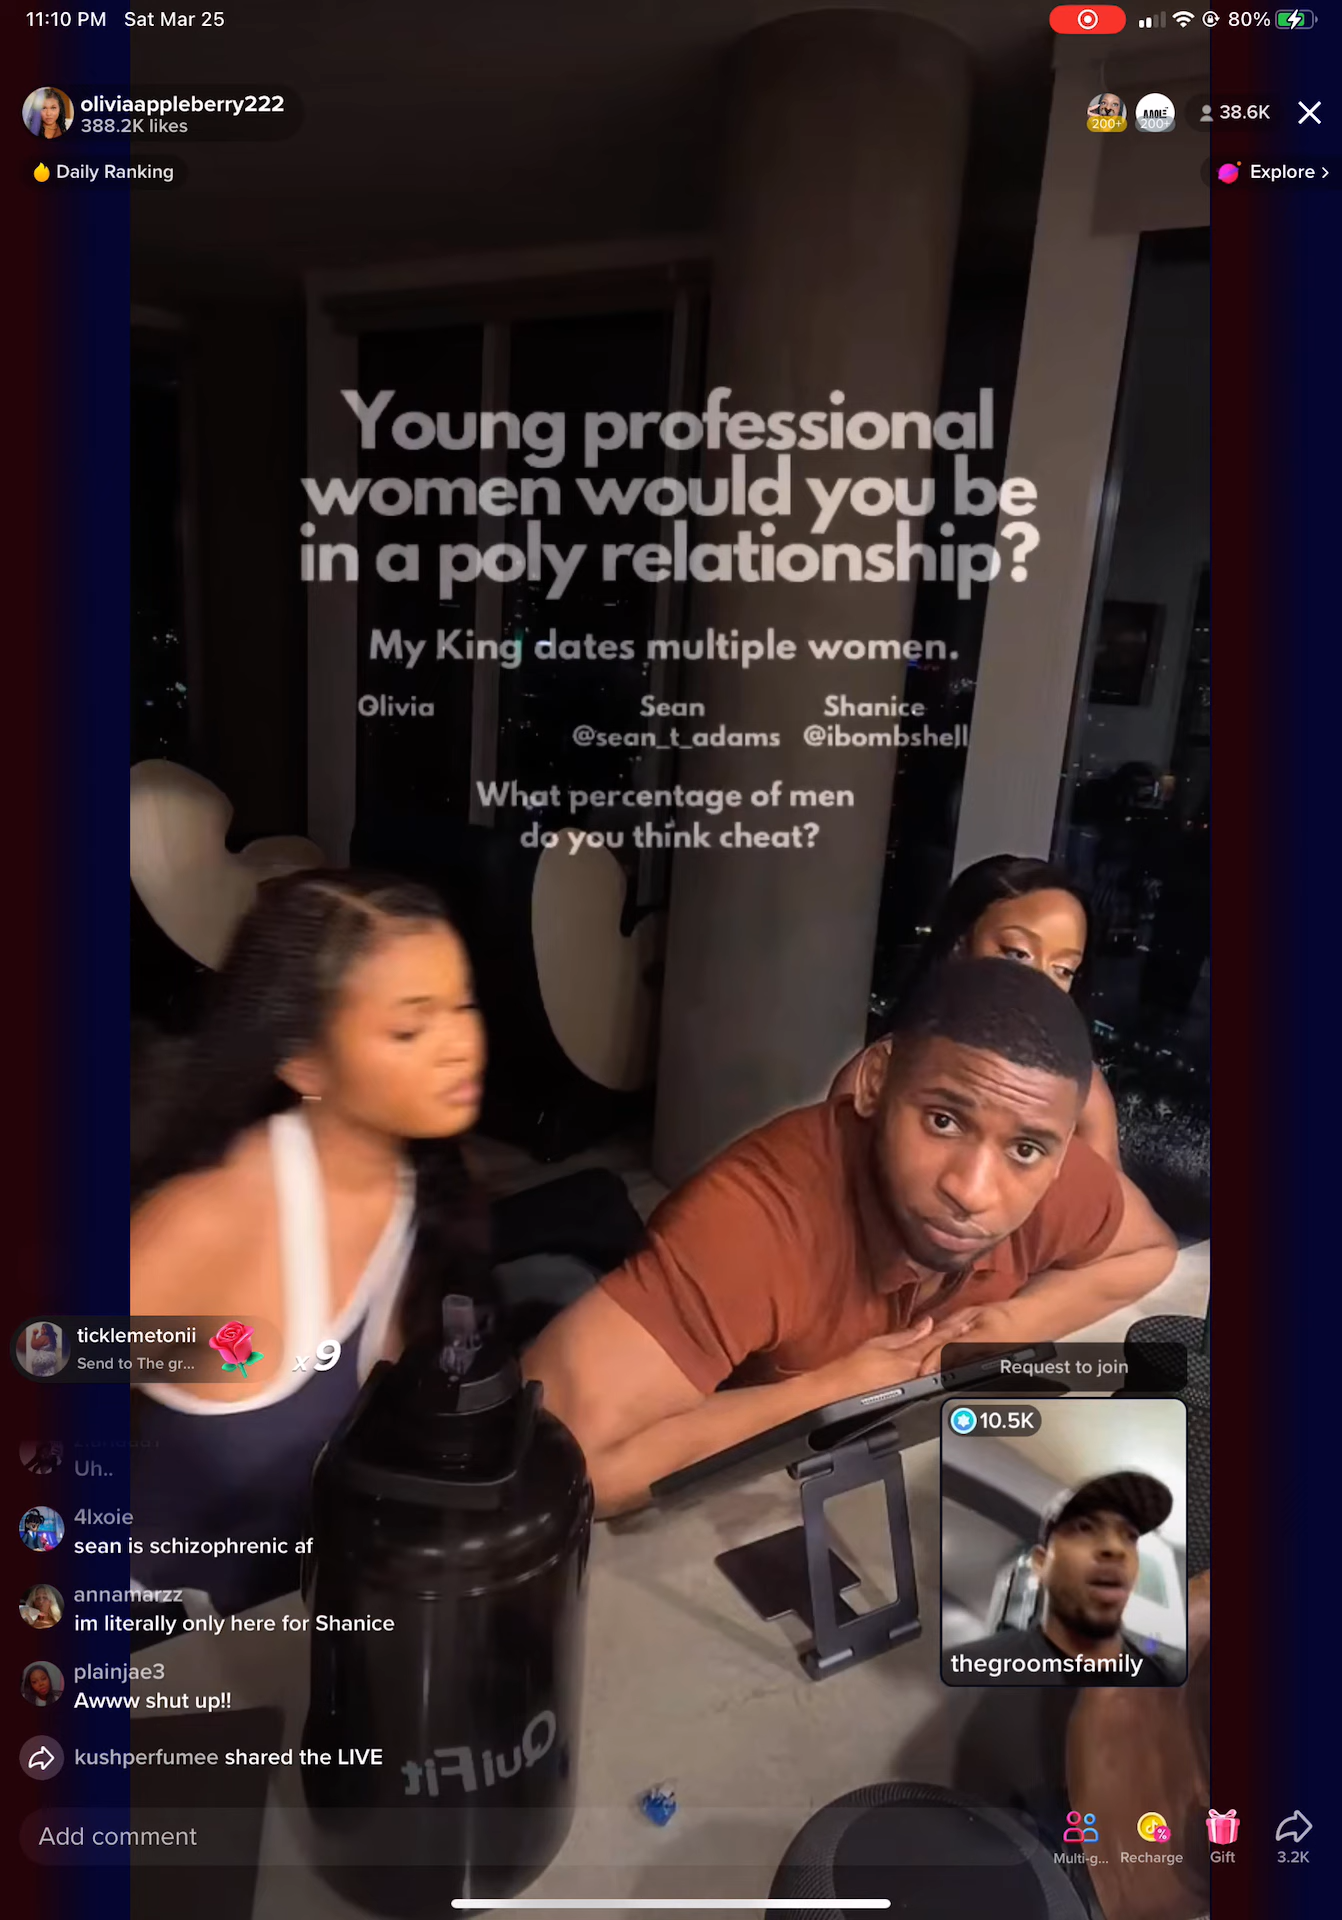 11:10 PM Sat Mar 25
80%
oliviaappleberry222
388.2K likes
200+
200+
38.6K
Daily Ranking
Explore >
Young professional
women would you be
in a poly relationship?
My King dates multiple women.
Olivia Sean Shanice
@sean_t_adams @ibombshell
What percentage of men
do you think cheat?
ticklemetonii
Send to The gr...
x9
Request to join
10.5K
thegroomsfamily
Uh..
4lxoie
sean is schizophrenic af
annamarzz
im literally only here for Shanice
plainjae3
Awww shut up!!
kushperfumee shared the LIVE
QuiFit
Add comment
Multi-g...
Recharge
Gift
3.2K